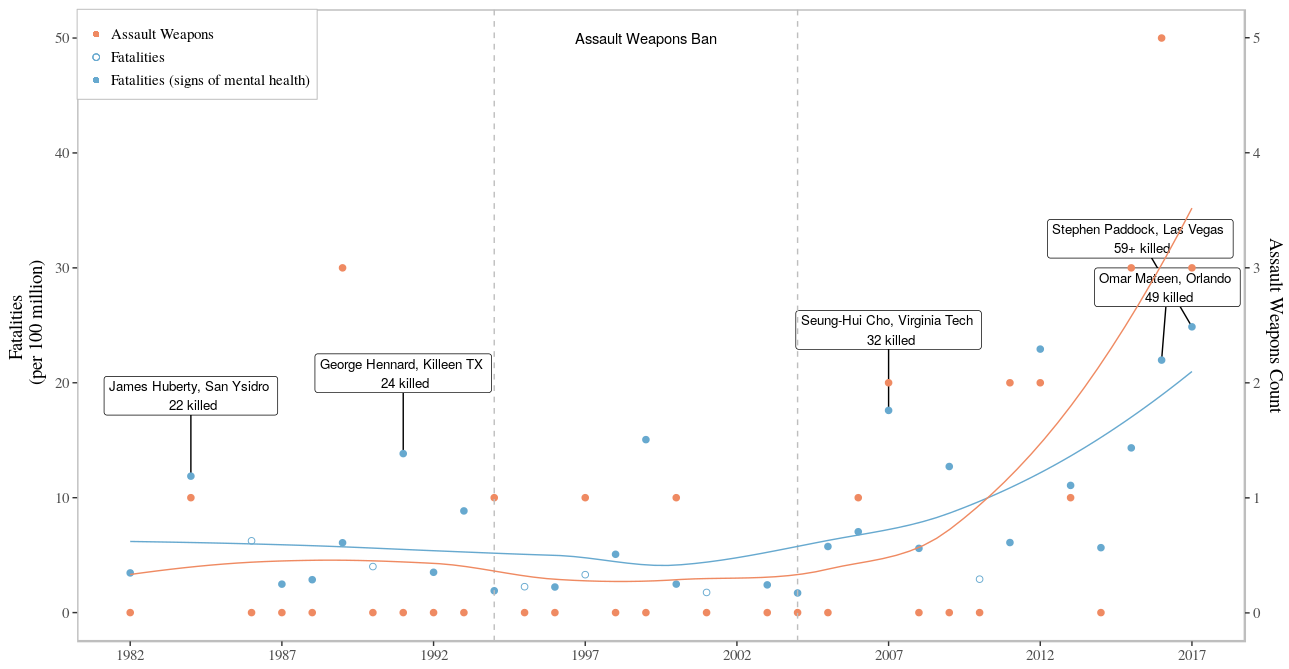 Assault Weapons
Fatalities
Fatalities (signs of mental health)
Assault Weapons Ban
50
40
30
20
10
0
Fatalities
(per 100 million)
James Huberty, San Ysidro
22 killed
George Hennard, Killeen TX
24 killed
Seung-Hui Cho, Virginia Tech
32 killed
Stephen Paddock, Las Vegas
59+ killed
Omar Mateen, Orlando
49 killed
5
4
3
2
1
0
Assault Weapons Count
1982
1987
1992
1997
2002
2007
2012
2017